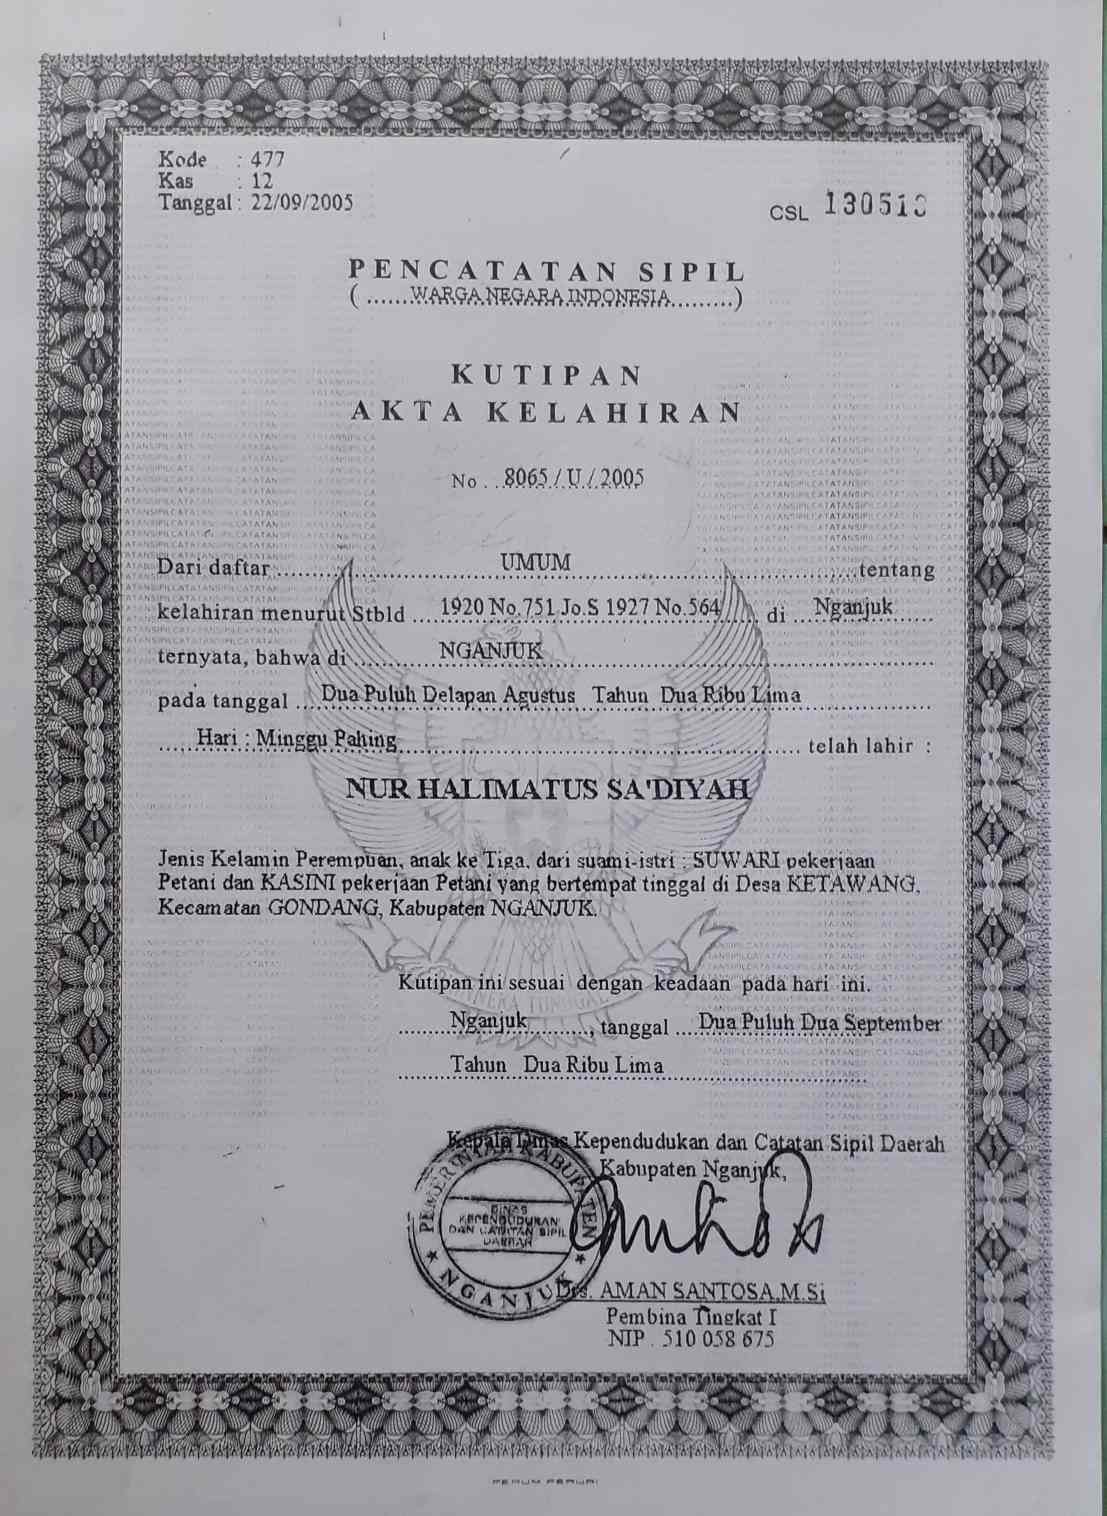 Kode : 477
Kas : 12
Tanggal : 22/09/2005
CSL 130513
PENCATATAN SIPIL
(......WARGA NEGARA INDONESIA.........)
KUTIPAN
AKTA KELAHIRAN
No . . 8065 / U / 2005
Dari daftar ........ UMUM ........ tentang
kelahiran menurut Stbld ... 1920 No.751 Jo.S 1927 No.564 .... di .... Nganjuk
ternyata, bahwa di ........ NGANJUK ........
pada tanggal ... Dua Puluh Delapan Agustus Tahun Dua Ribu Lima ........
..... Hari : Minggu Pahing ........ telah lahir :
NUR HALIMATUS SA'DIYAH
Jenis Kelamin Perempuan, anak ke Tiga, dari suami-istri : SUWARI pekerjaan
Petani dan KASINI pekerjaan Petani yang bertempat tinggal di Desa KETAWANG,
Kecamatan GONDANG, Kabupaten NGANJUK.
Kutipan ini sesuai dengan keadaan pada hari ini.
........ Nganjuk ........, tanggal ... Dua Puluh Dua September
Tahun Dua Ribu Lima
Kepala Dinas Kependudukan dan Catatan Sipil Daerah
Kabupaten Nganjuk,
PEMERINTAH KABUPATEN
DINAS
KEPENDUDUKAN
DAN CATATAN SIPIL
DAERAH
★ NGANJUK ★
Drs. AMAN SANTOSA.M.Si
Pembina Tingkat I
NIP . 510 058 675
PERUM PERURI